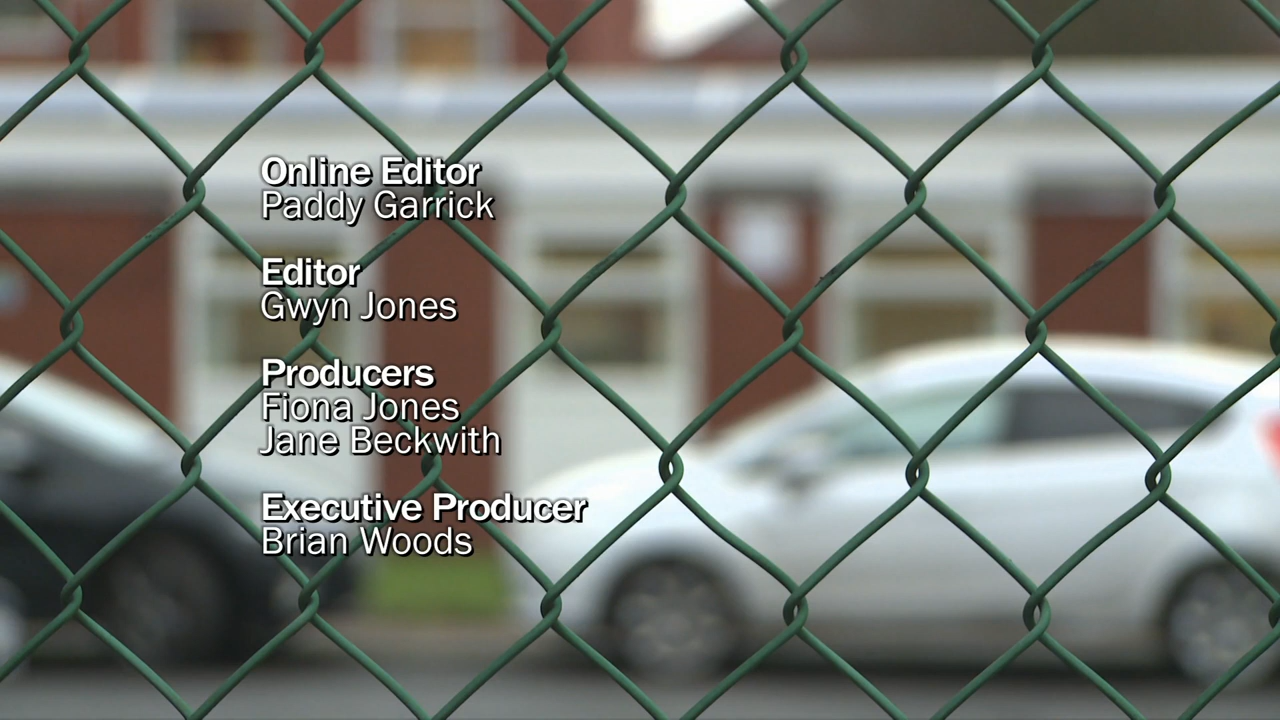 Online Editor
Paddy Garrick
Editor
Gwyn Jones
Producers
Fiona Jones
Jane Beckwith
Executive Producer
Brian Woods